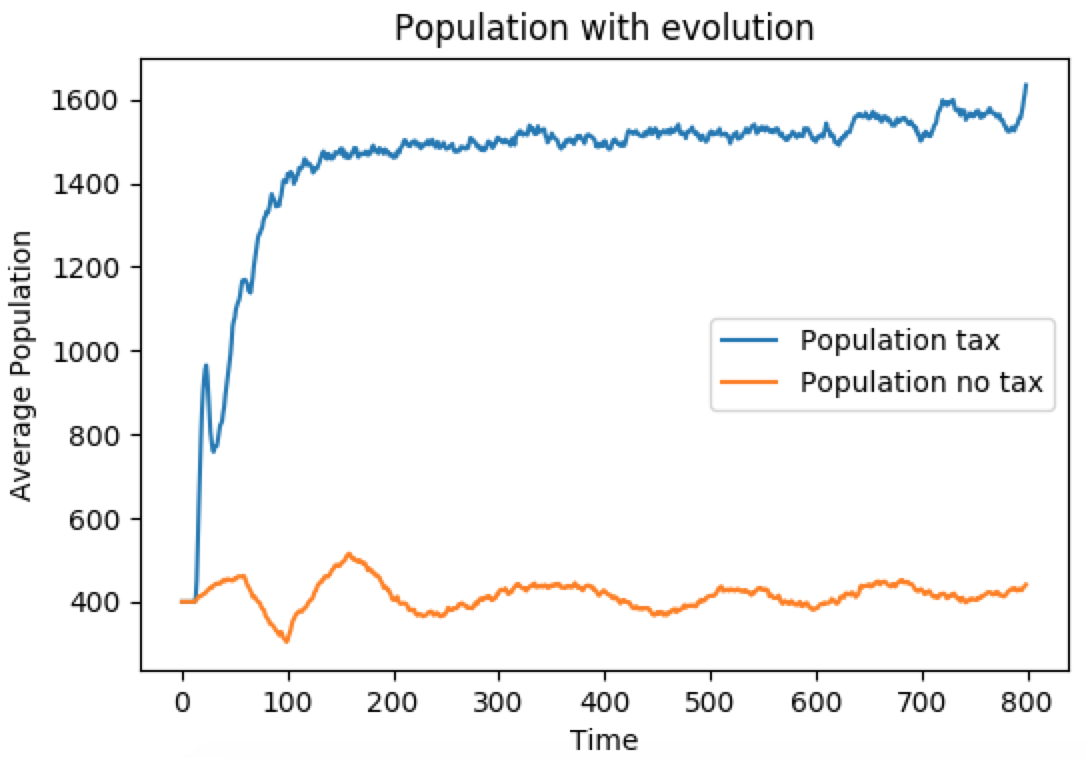 Population with evolution
1600
1400
1200
1000
800
600
400
Average Population
Population tax
Population no tax
0 100 200 300 400 500 600 700 800
Time